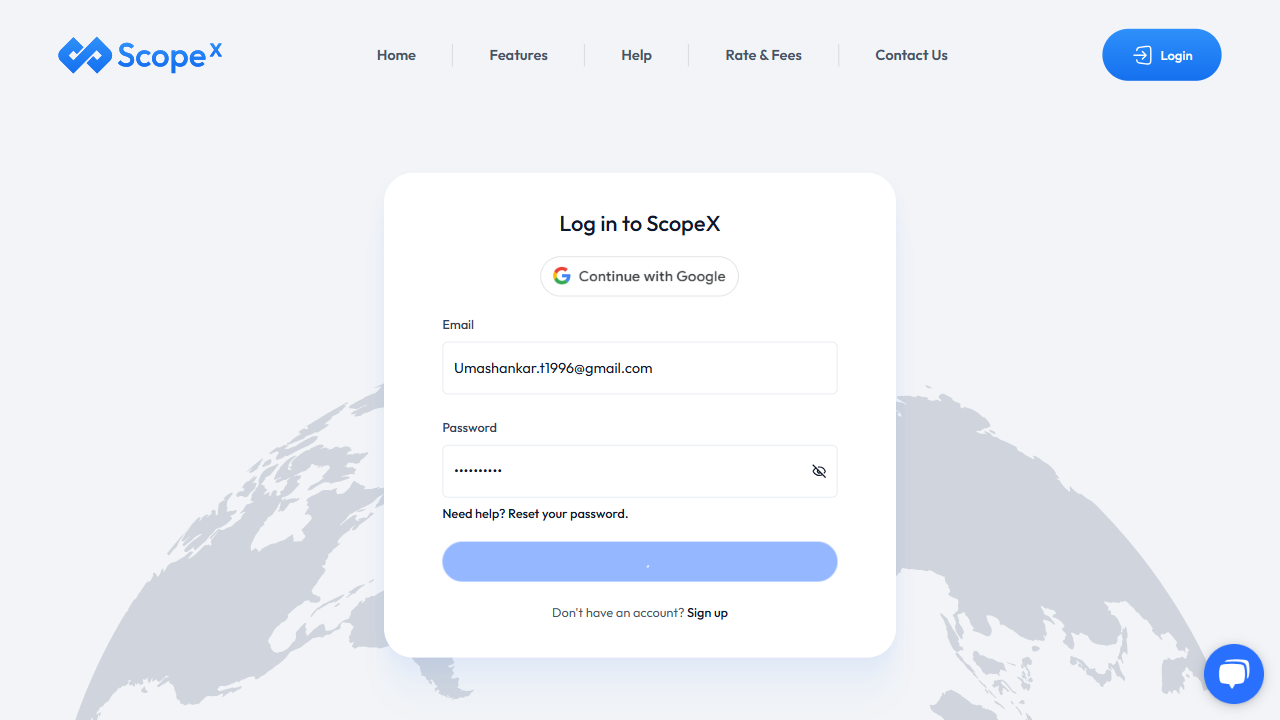 Scope X
Home
Features
Help
Rate & Fees
Contact Us
Login
Log in to ScopeX
Continue with Google
Email
Umashankar.t1996@gmail.com
Password
••••••••••
Need help? Reset your password.
Don't have an account? Sign up